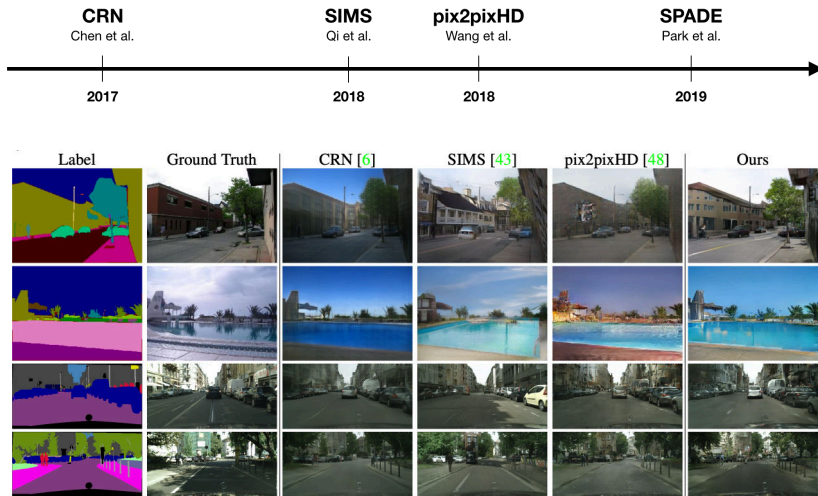 CRN
Chen et al.
SIMS
Qi et al.
pix2pixHD
Wang et al.
SPADE
Park et al.
2017
2018
2018
2019
Label Ground Truth CRN [6] SIMS [43] pix2pixHD [48] Ours